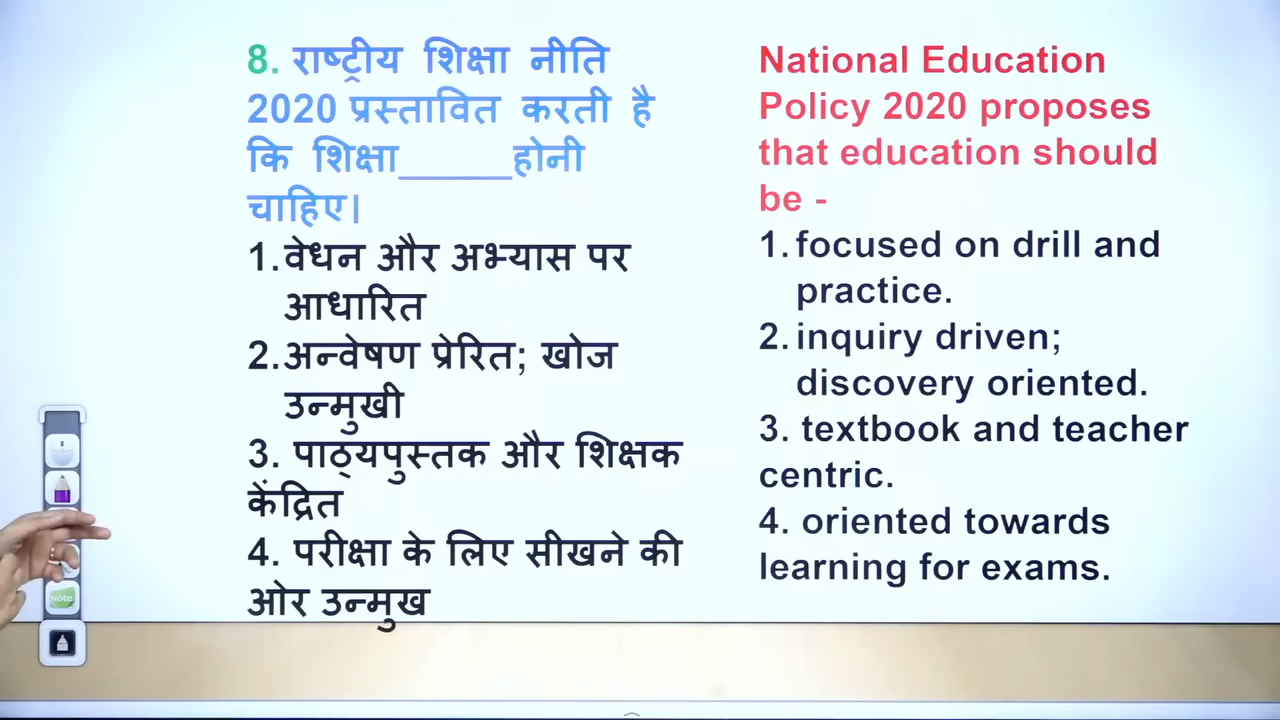 8. राष्ट्रीय शिक्षा नीति
2020 प्रस्तावित करती है
कि शिक्षा______होनी
चाहिए।
1. वेधन और अभ्यास पर
आधारित
2. अन्वेषण प्रेरित; खोज
उन्मुखी
3. पाठ्यपुस्तक और शिक्षक
केंद्रित
4. परीक्षा के लिए सीखने की
ओर उन्मुख
National Education
Policy 2020 proposes
that education should
be -
1. focused on drill and
practice.
2. inquiry driven;
discovery oriented.
3. textbook and teacher
centric.
4. oriented towards
learning for exams.
Note